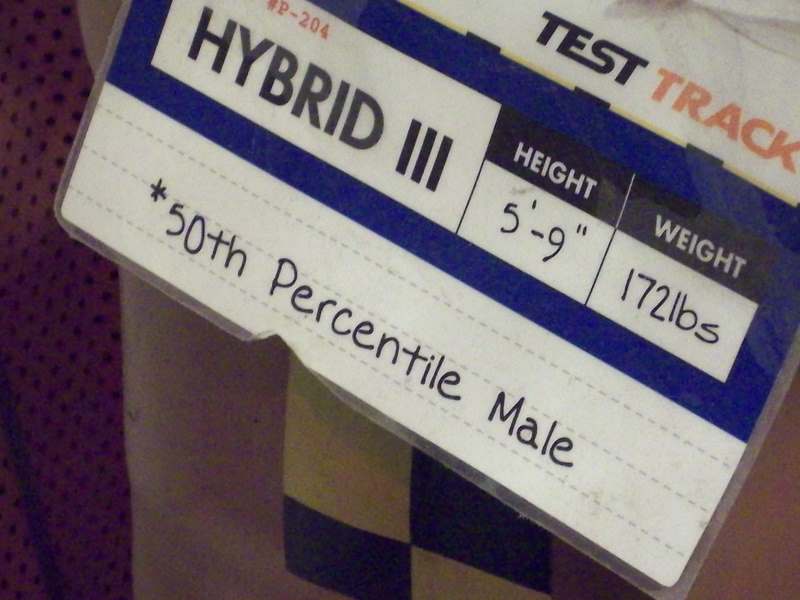 TEST TRACK
#P-204
HYBRID III
HEIGHT
5'-9"
WEIGHT
172lbs
*50th Percentile Male